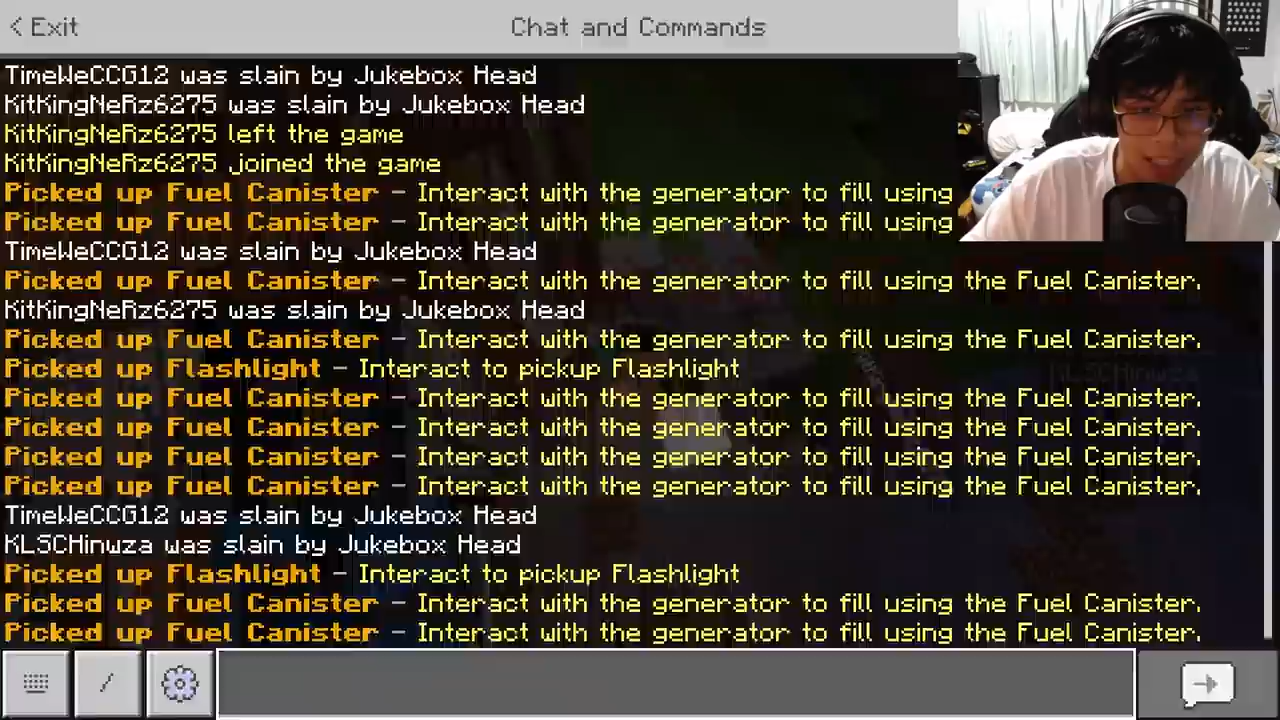 < Exit
Chat and Commands
TimeWeCCG12 was slain by Jukebox Head
KitKingNeRz6275 was slain by Jukebox Head
KitKingNeRz6275 left the game
KitKingNeRz6275 joined the game
Picked up Fuel Canister - Interact with the generator to fill using
Picked up Fuel Canister - Interact with the generator to fill using
TimeWeCCG12 was slain by Jukebox Head
Picked up Fuel Canister - Interact with the generator to fill using the Fuel Canister.
KitKingNeRz6275 was slain by Jukebox Head
Picked up Fuel Canister - Interact with the generator to fill using the Fuel Canister.
Picked up Flashlight - Interact to pickup Flashlight
Picked up Fuel Canister - Interact with the generator to fill using the Fuel Canister.
Picked up Fuel Canister - Interact with the generator to fill using the Fuel Canister.
Picked up Fuel Canister - Interact with the generator to fill using the Fuel Canister.
Picked up Fuel Canister - Interact with the generator to fill using the Fuel Canister.
TimeWeCCG12 was slain by Jukebox Head
KLSCHinwza was slain by Jukebox Head
Picked up Flashlight - Interact to pickup Flashlight
Picked up Fuel Canister - Interact with the generator to fill using the Fuel Canister.
Picked up Fuel Canister - Interact with the generator to fill using the Fuel Canister.
/